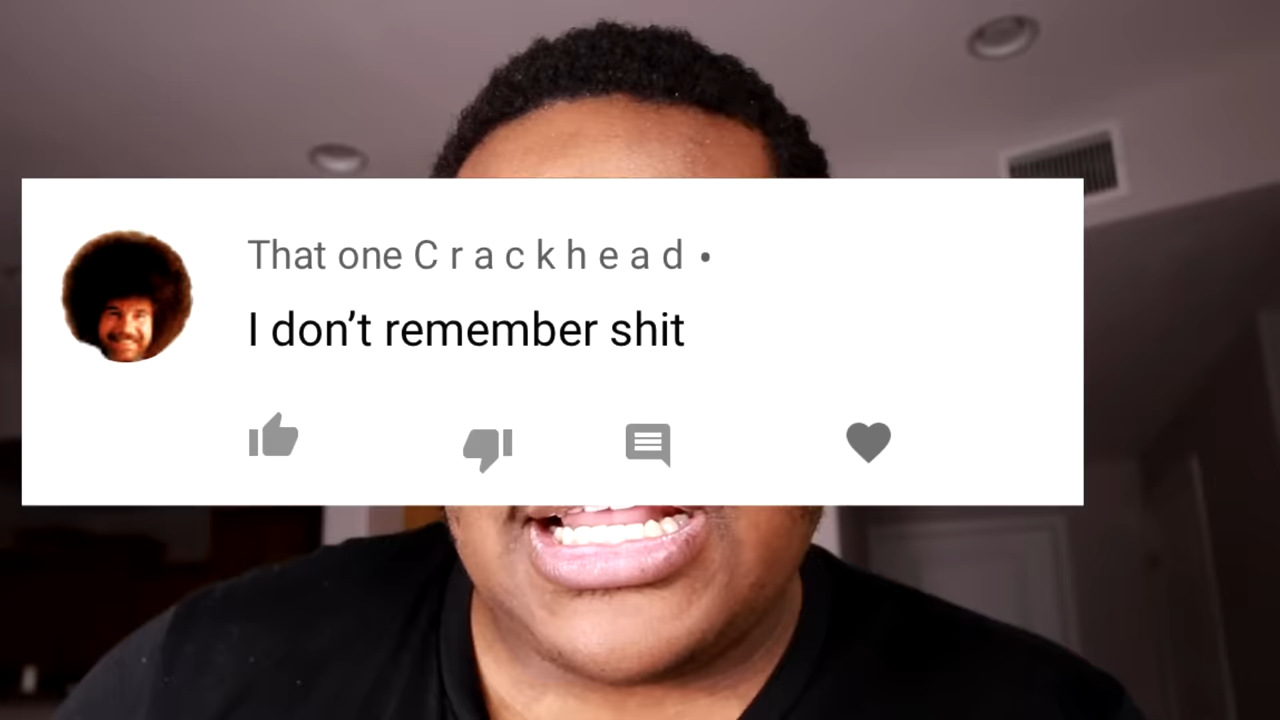 That one C r a c k h e a d •
I don’t remember shit